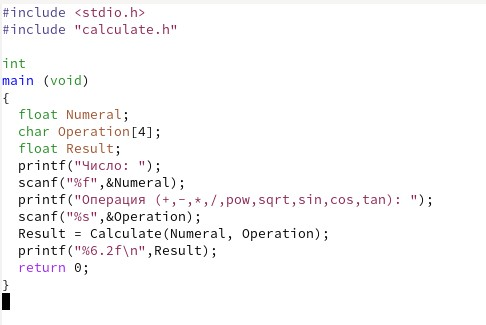 #include <stdio.h>
#include "calculate.h"

int
main (void)
{
  float Numeral;
  char Operation[4];
  float Result;
  printf("Число: ");
  scanf("%f",&Numeral);
  printf("Операция (+,-,*,/,pow,sqrt,sin,cos,tan): ");
  scanf("%s",&Operation);
  Result = Calculate(Numeral, Operation);
  printf("%6.2f\n",Result);
  return 0;
}